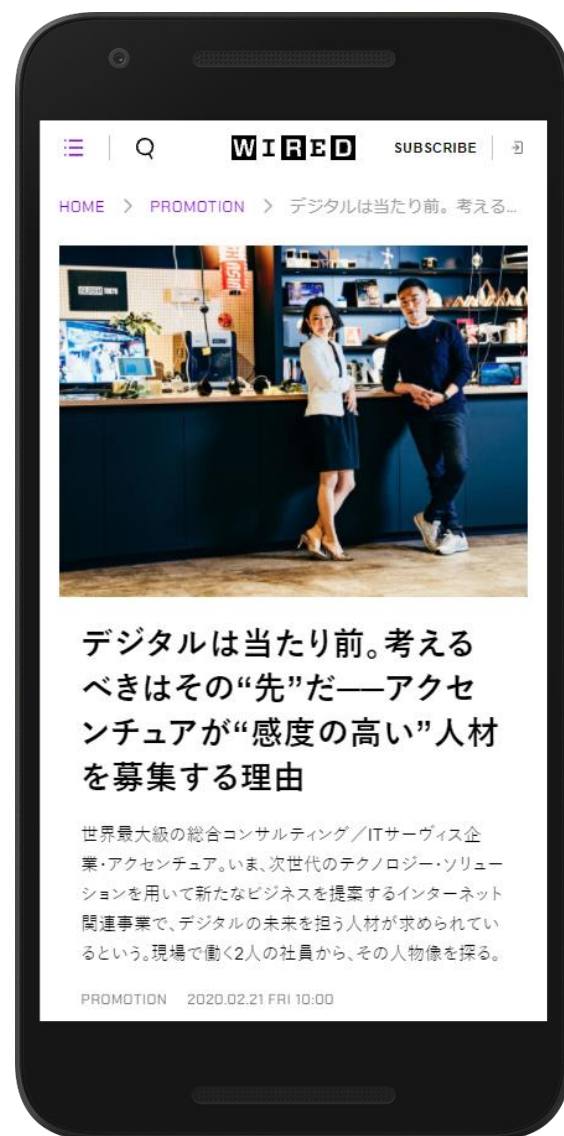 WIRED
SUBSCRIBE
HOME > PROMOTION > デジタルは当たり前。考える...
デジタルは当たり前。考える
べきはその“先”だ——アクセ
ンチュアが“感度の高い”人材
を募集する理由
世界最大級の総合コンサルティング／ITサーヴィス企
業・アクセンチュア。いま、次世代のテクノロジー・ソリュー
ションを用いて新たなビジネスを提案するインターネット
関連事業で、デジタルの未来を担う人材が求められてい
るという。現場で働く2人の社員から、その人物像を探る。
PROMOTION 2020.02.21 FRI 10:00